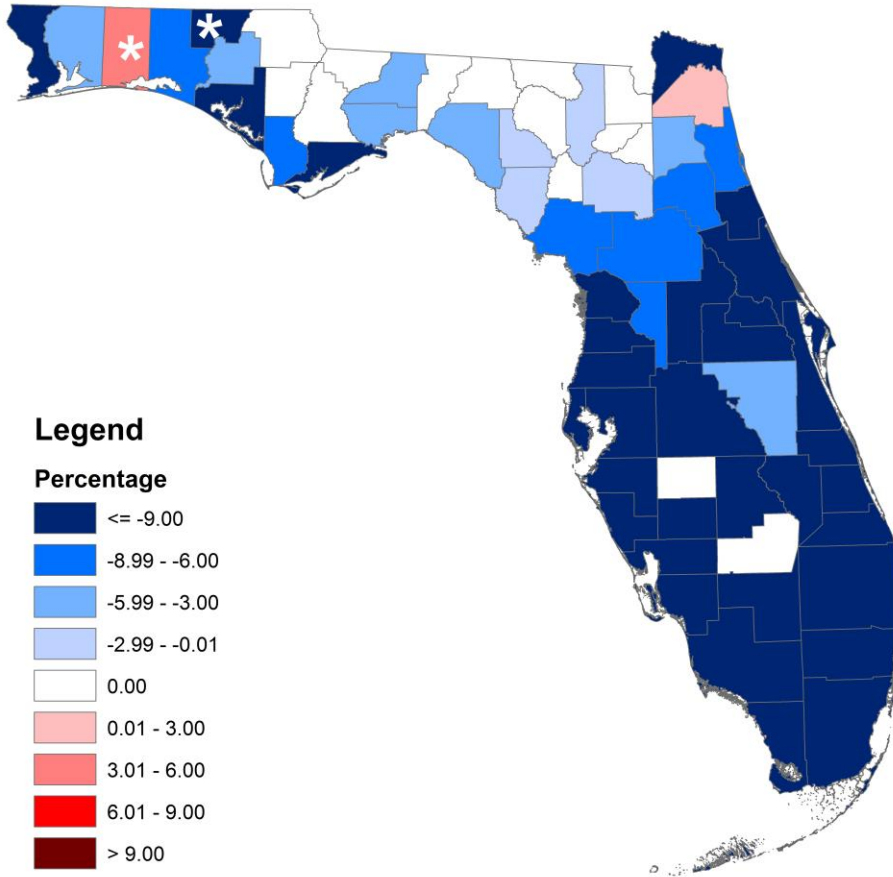 *
*
Legend
Percentage
<= -9.00
-8.99 - -6.00
-5.99 - -3.00
-2.99 - -0.01
0.00
0.01 - 3.00
3.01 - 6.00
6.01 - 9.00
> 9.00